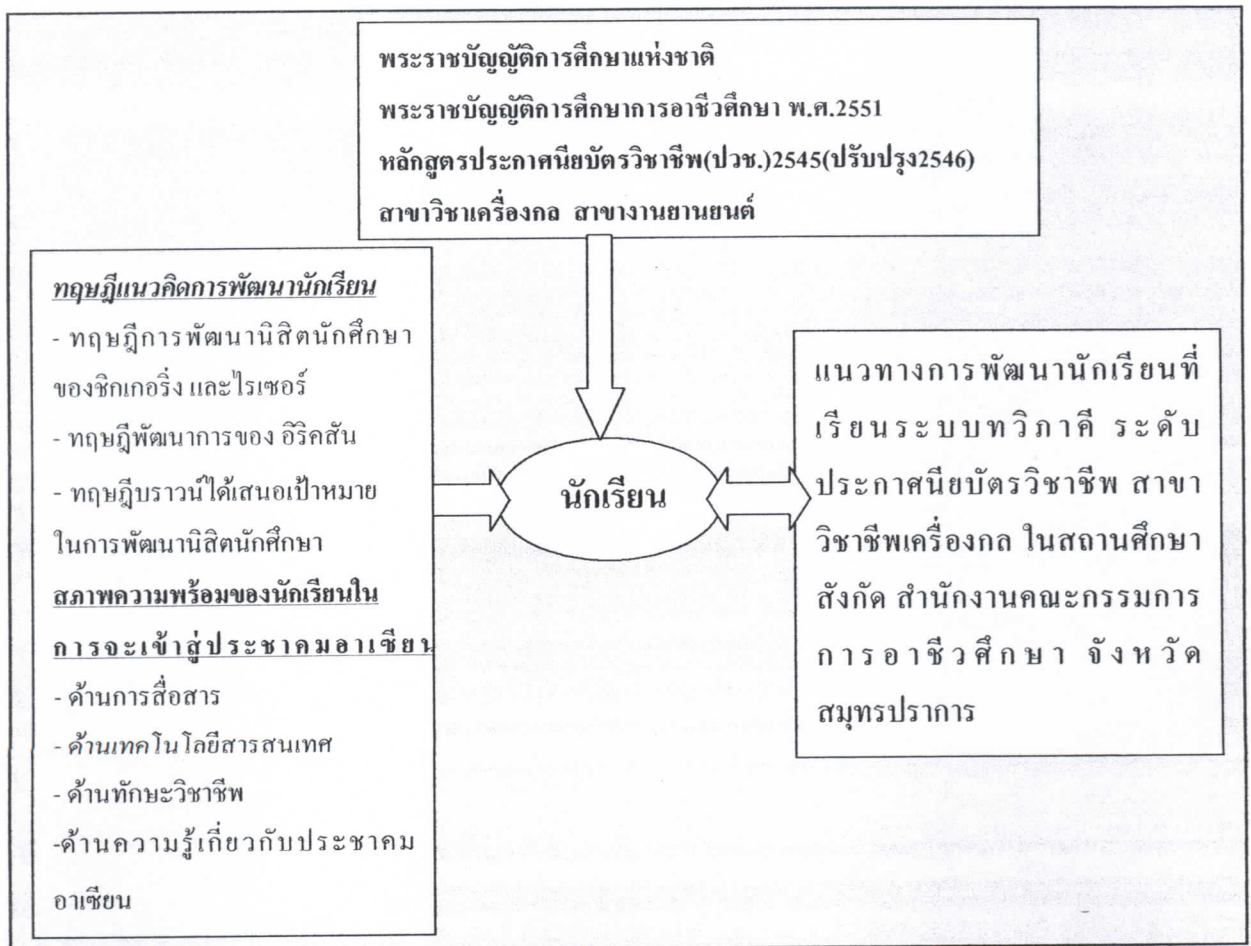 พระราชบัญญัติการศึกษาแห่งชาติ
พระราชบัญญัติการศึกษาการอาชีวศึกษา พ.ศ.2551
หลักสูตรประกาศนียบัตรวิชาชีพ(ปวช.)2545(ปรับปรุง2546)
สาขาวิชาเครื่องกล สาขางานยานยนต์
ทฤษฎีแนวคิดการพัฒนานักเรียน
- ทฤษฎีการพัฒนานิสิตนักศึกษา
ของชิกเกอริ่ง และไรเซอร์
- ทฤษฎีพัฒนาการของ อิริคสัน
- ทฤษฎีบราวน์ได้เสนอเป้าหมาย
ในการพัฒนานิสิตนักศึกษา
สภาพความพร้อมของนักเรียนใน
การจะเข้าสู่ประชาคมอาเซียน
- ด้านการสื่อสาร
- ด้านเทคโนโลยีสารสนเทศ
- ด้านทักษะวิชาชีพ
-ด้านความรู้เกี่ยวกับประชาคม
อาเซียน
นักเรียน
แนวทางการพัฒนานักเรียนที่
เรียนระบบทวิภาคี ระดับ
ประกาศนียบัตรวิชาชีพ สาขา
วิชาชีพเครื่องกล ในสถานศึกษา
สังกัด สำนักงานคณะกรรมการ
การอาชีวศึกษา จังหวัด
สมุทรปราการ